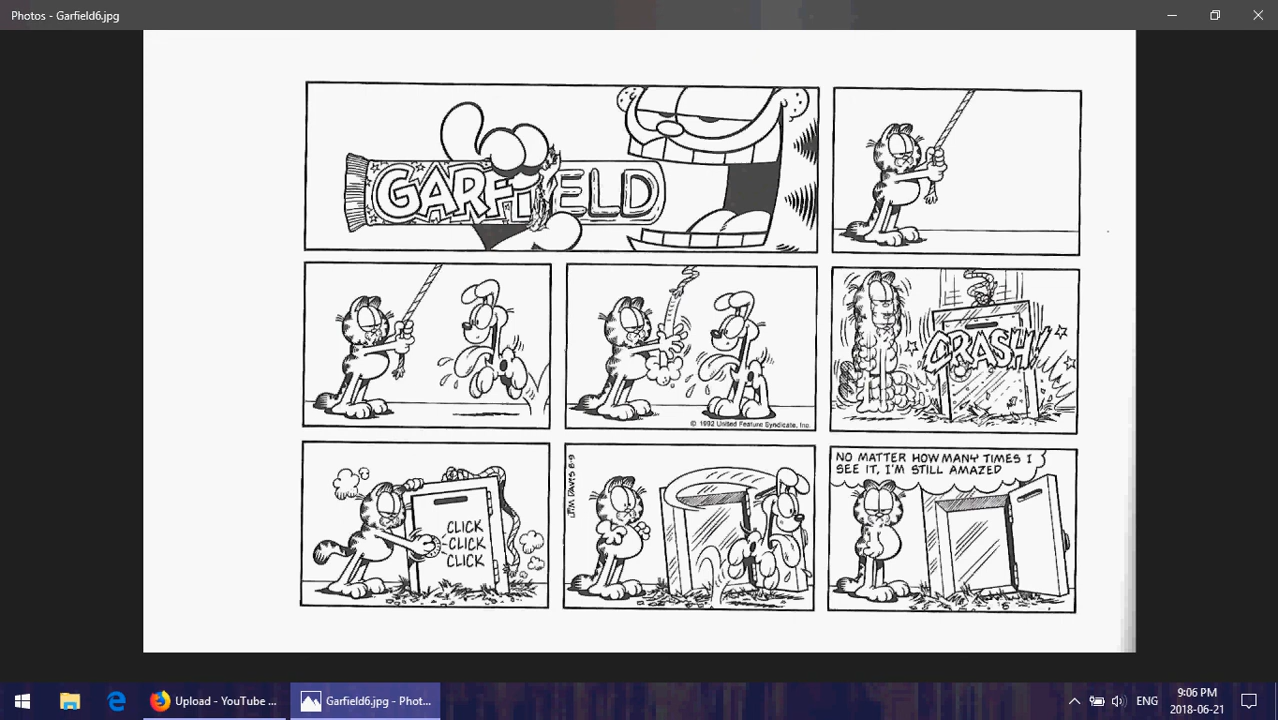 Photos - Garfield6.jpg
GARFIELD
© 1992 United Feature Syndicate, Inc.
CRASH!
CLICK
CLICK
CLICK
JIM DAVIS 8-9
NO MATTER HOW MANY TIMES I
SEE IT, I'M STILL AMAZED
Upload - YouTube ...
Garfield6.jpg - Phot...
ENG
9:06 PM
2018-06-21